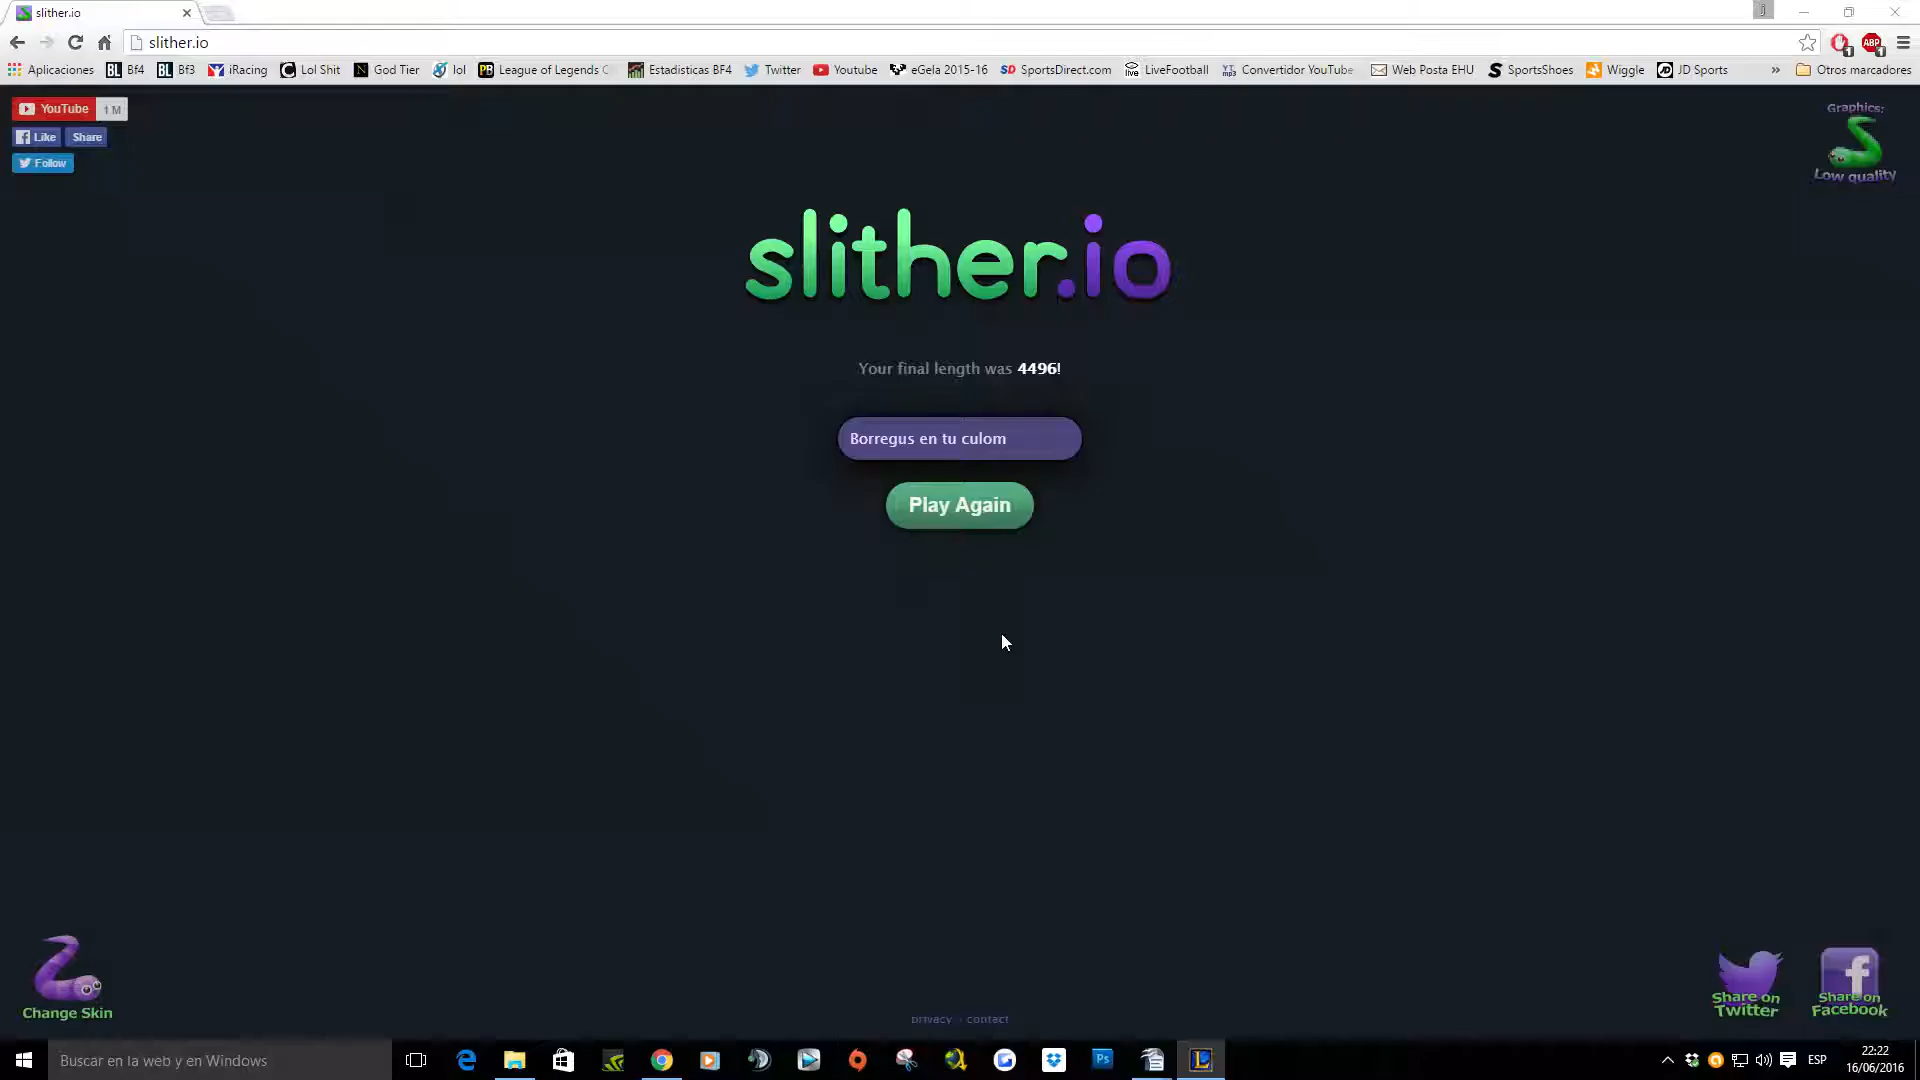 slither.io
slither.io
Aplicaciones Bf4 Bf3 iRacing Lol Shit God Tier lol League of Legends Estadisticas BF4 Twitter Youtube eGela 2015-16 SportsDirect.com LiveFootball Convertidor YouTube Web Posta EHU SportsShoes Wiggle JD Sports » Otros marcadores
YouTube 1 M
Like Share
Follow
Graphics:
Low quality
slither.io
Your final length was 4496!
Borregus en tu culom
Play Again
Change Skin
Share on Twitter
Share on Facebook
privacy · contact
Buscar en la web y en Windows
ESP
22:22
16/06/2016